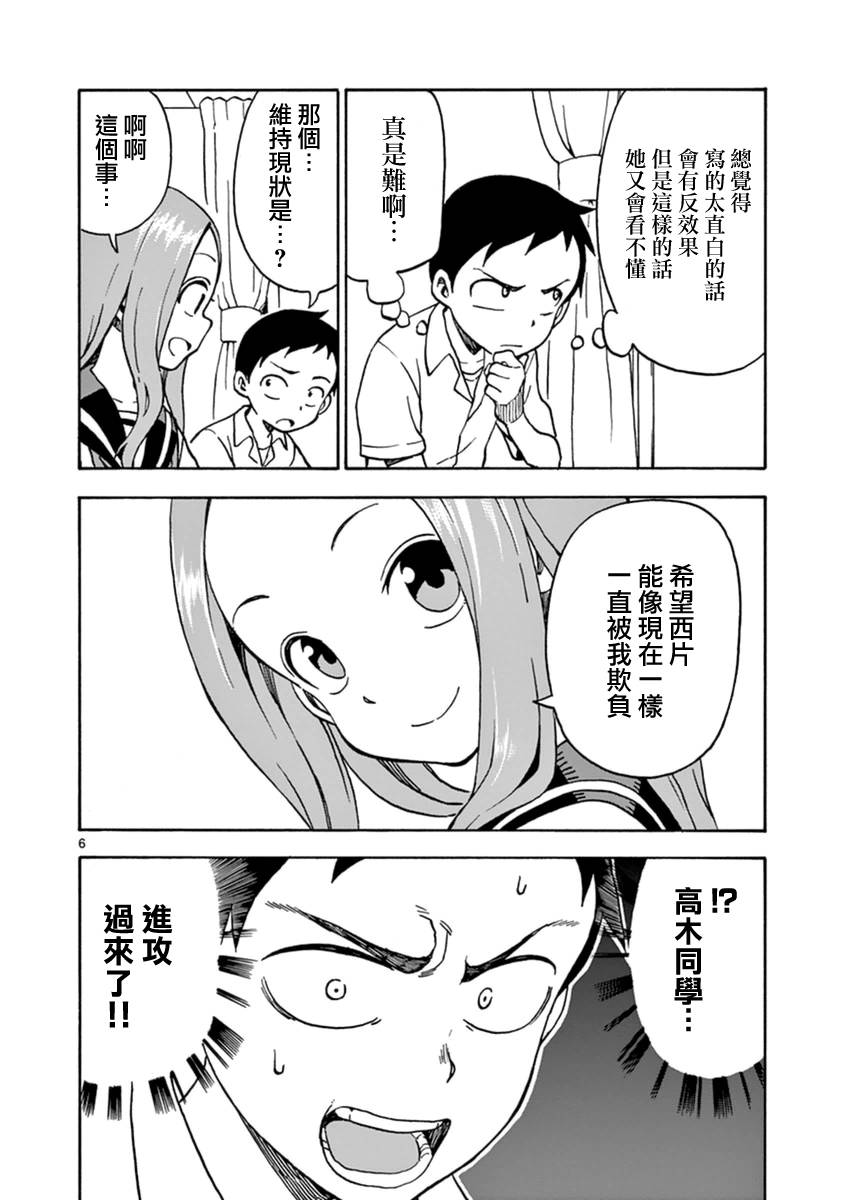 總覺得
寫的太直白的話
會有反效果
但是這樣的話
她又會看不懂
真是難啊…
那個…
維持現狀是…?
啊啊
這個事…
希望西片
能像現在一樣
一直被我欺負
6
!?
高木同學…
進攻
過來了!!